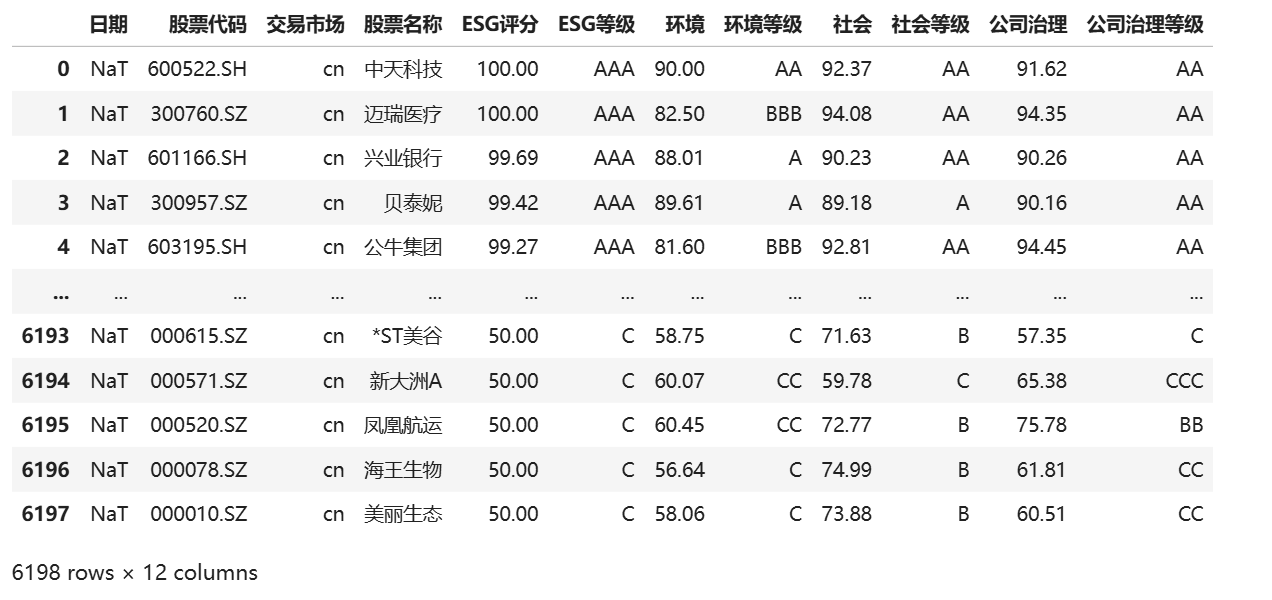 日期 股票代码 交易市场 股票名称 ESG评分 ESG等级 环境 环境等级 社会 社会等级 公司治理 公司治理等级
0 NaT 600522.SH cn 中天科技 100.00 AAA 90.00 AA 92.37 AA 91.62 AA
1 NaT 300760.SZ cn 迈瑞医疗 100.00 AAA 82.50 BBB 94.08 AA 94.35 AA
2 NaT 601166.SH cn 兴业银行 99.69 AAA 88.01 A 90.23 AA 90.26 AA
3 NaT 300957.SZ cn 贝泰妮 99.42 AAA 89.61 A 89.18 A 90.16 AA
4 NaT 603195.SH cn 公牛集团 99.27 AAA 81.60 BBB 92.81 AA 94.45 AA
... ... ... ... ... ... ... ... ... ... ... ... ...
6193 NaT 000615.SZ cn *ST美谷 50.00 C 58.75 C 71.63 B 57.35 C
6194 NaT 000571.SZ cn 新大洲A 50.00 C 60.07 CC 59.78 C 65.38 CCC
6195 NaT 000520.SZ cn 凤凰航运 50.00 C 60.45 CC 72.77 B 75.78 BB
6196 NaT 000078.SZ cn 海王生物 50.00 C 56.64 C 74.99 B 61.81 CC
6197 NaT 000010.SZ cn 美丽生态 50.00 C 58.06 C 73.88 B 60.51 CC
6198 rows × 12 columns